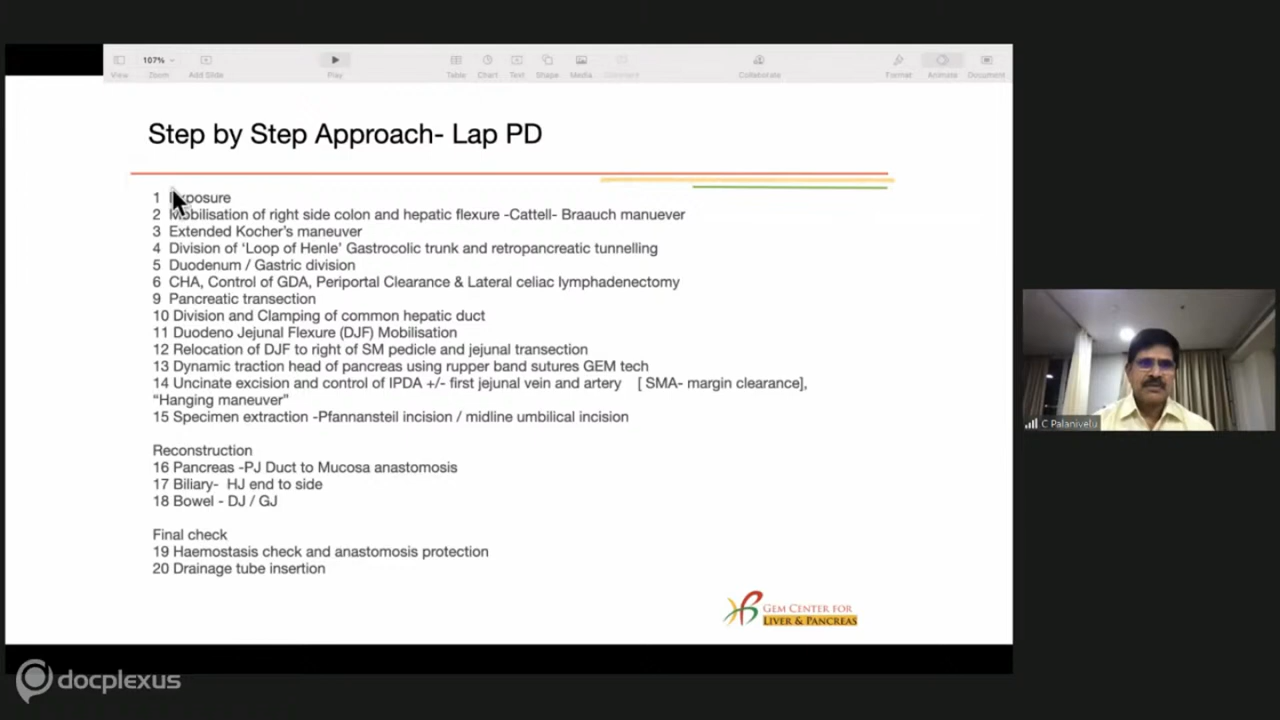 107%
View
Zoom
Add Slide
Play
Table
Chart
Text
Shape
Media
Comment
Collaborate
Format
Animate
Document
Step by Step Approach- Lap PD
1 Exposure
2 Mobilisation of right side colon and hepatic flexure -Cattell- Braauch manuever
3 Extended Kocher's maneuver
4 Division of ‘Loop of Henle’ Gastrocolic trunk and retropancreatic tunnelling
5 Duodenum / Gastric division
6 CHA, Control of GDA, Periportal Clearance & Lateral celiac lymphadenectomy
9 Pancreatic transection
10 Division and Clamping of common hepatic duct
11 Duodeno Jejunal Flexure (DJF) Mobilisation
12 Relocation of DJF to right of SM pedicle and jejunal transection
13 Dynamic traction head of pancreas using rupper band sutures GEM tech
14 Uncinate excision and control of IPDA +/- first jejunal vein and artery [ SMA- margin clearance],
“Hanging maneuver”
15 Specimen extraction -Pfannansteil incision / midline umbilical incision
Reconstruction
16 Pancreas -PJ Duct to Mucosa anastomosis
17 Biliary- HJ end to side
18 Bowel - DJ / GJ
Final check
19 Haemostasis check and anastomosis protection
20 Drainage tube insertion
GEM CENTER FOR
LIVER & PANCREAS
C Palanivelu
docplexus